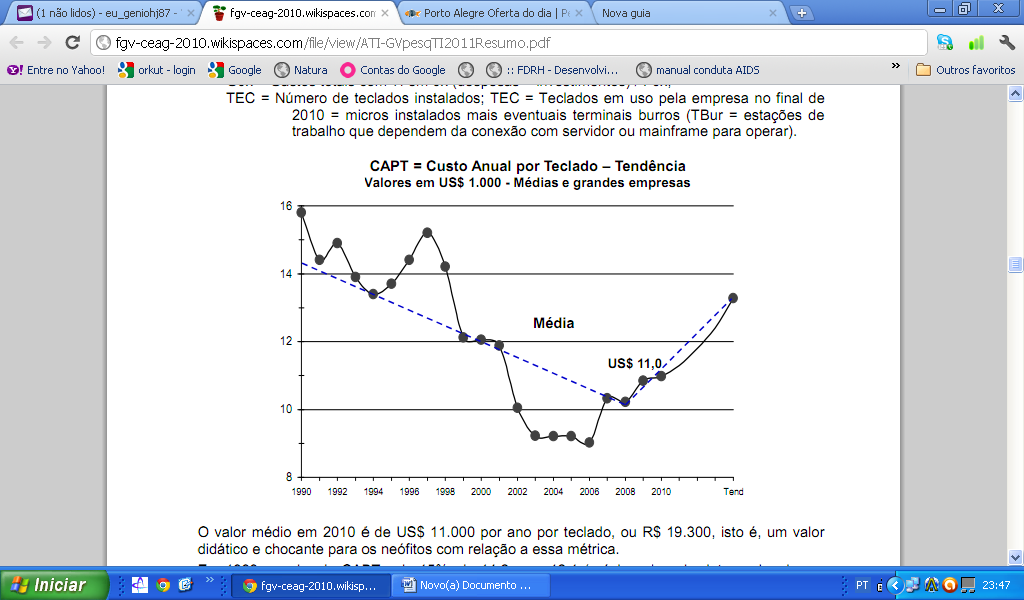 (1 não lidos) - eu_geniohj87 -
fgv-ceag-2010.wikispaces.com
Porto Alegre Oferta do dia | P
Nova guia
fgv-ceag-2010.wikispaces.com/file/view/ATI-GVpesqTI2011Resumo.pdf
Entre no Yahoo!
orkut - login
Google
Natura
Contas do Google
:: FDRH - Desenvolvi...
manual conduta AIDS
»
Outros favoritos
TEC = Número de teclados instalados; TEC = Teclados em uso pela empresa no final de
2010 = micros instalados mais eventuais terminais burros (TBur = estações de
trabalho que dependem da conexão com servidor ou mainframe para operar).
CAPT = Custo Anual por Teclado – Tendência
Valores em US$ 1.000 - Médias e grandes empresas
16
14
12
10
8
Média
US$ 11,0
1990 1992 1994 1996 1998 2000 2002 2004 2006 2008 2010 Tend
O valor médio em 2010 é de US$ 11.000 por ano por teclado, ou R$ 19.300, isto é, um valor
didático e chocante para os neófitos com relação a essa métrica.
Iniciar
»
fgv-ceag-2010.wikisp...
Novo(a) Documento ...
PT
23:47